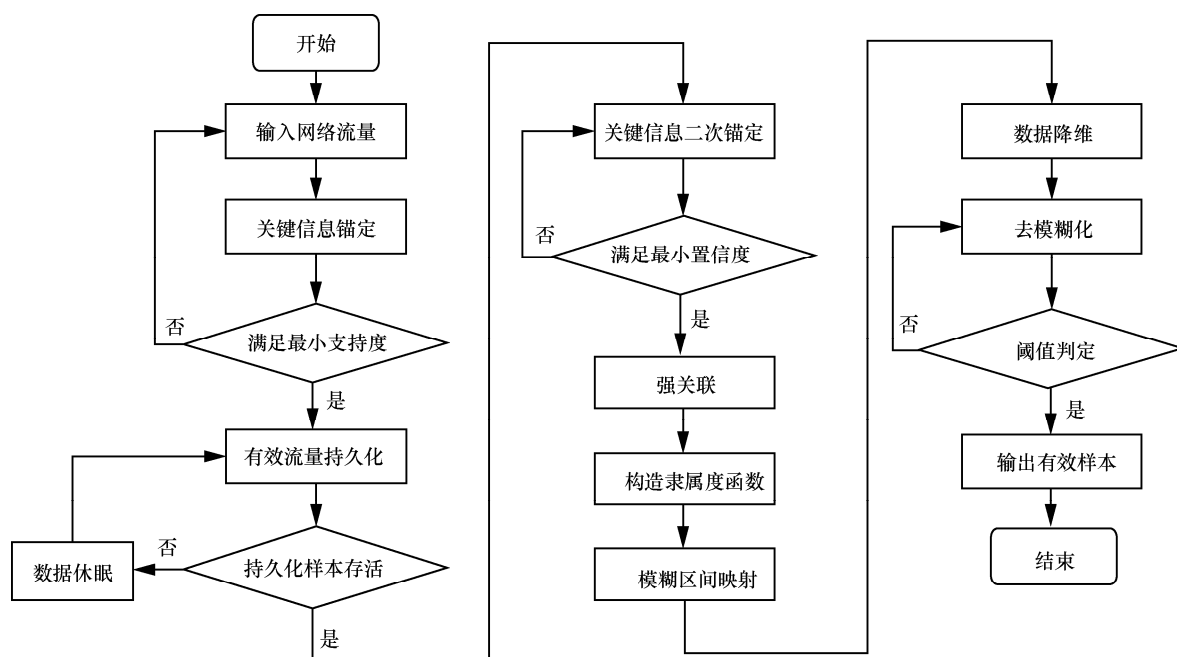 开始
输入网络流量
关键信息锚定
否
满足最小支持度
是
有效流量持久化
否
数据休眠
持久化样本存活
是
关键信息二次锚定
否
满足最小置信度
是
强关联
构造隶属度函数
模糊区间映射
数据降维
去模糊化
否
阈值判定
是
输出有效样本
结束